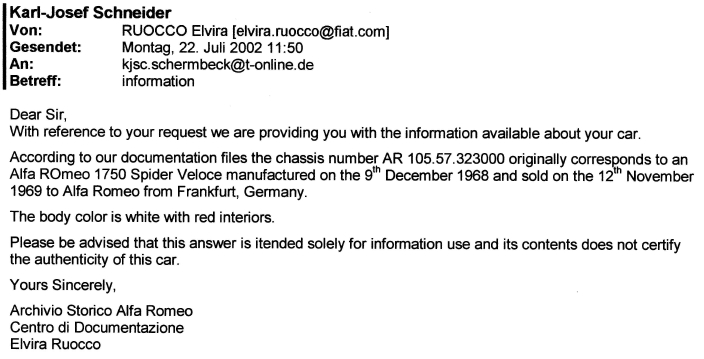 Karl-Josef Schneider
Von: RUOCCO Elvira [elvira.ruocco@fiat.com]
Gesendet: Montag, 22. Juli 2002 11:50
An: kjsc.schermbeck@t-online.de
Betreff: information
Dear Sir,
With reference to your request we are providing you with the information available about your car.
According to our documentation files the chassis number AR 105.57.323000 originally corresponds to an
Alfa ROmeo 1750 Spider Veloce manufactured on the 9th December 1968 and sold on the 12th November
1969 to Alfa Romeo from Frankfurt, Germany.
The body color is white with red interiors.
Please be advised that this answer is itended solely for information use and its contents does not certify
the authenticity of this car.
Yours Sincerely,
Archivio Storico Alfa Romeo
Centro di Documentazione
Elvira Ruocco